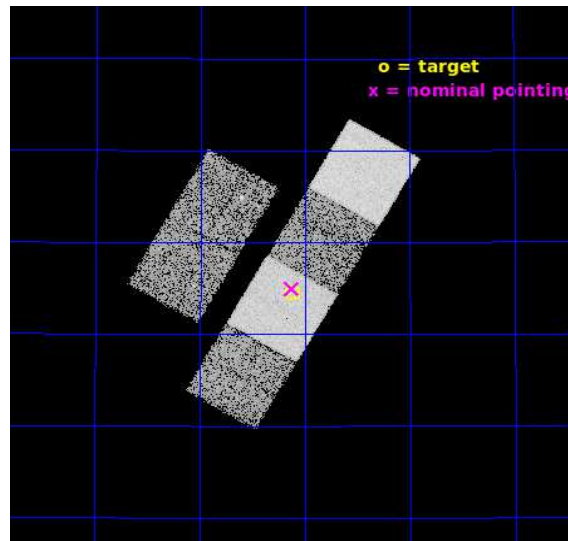 o = target
x = nominal pointing